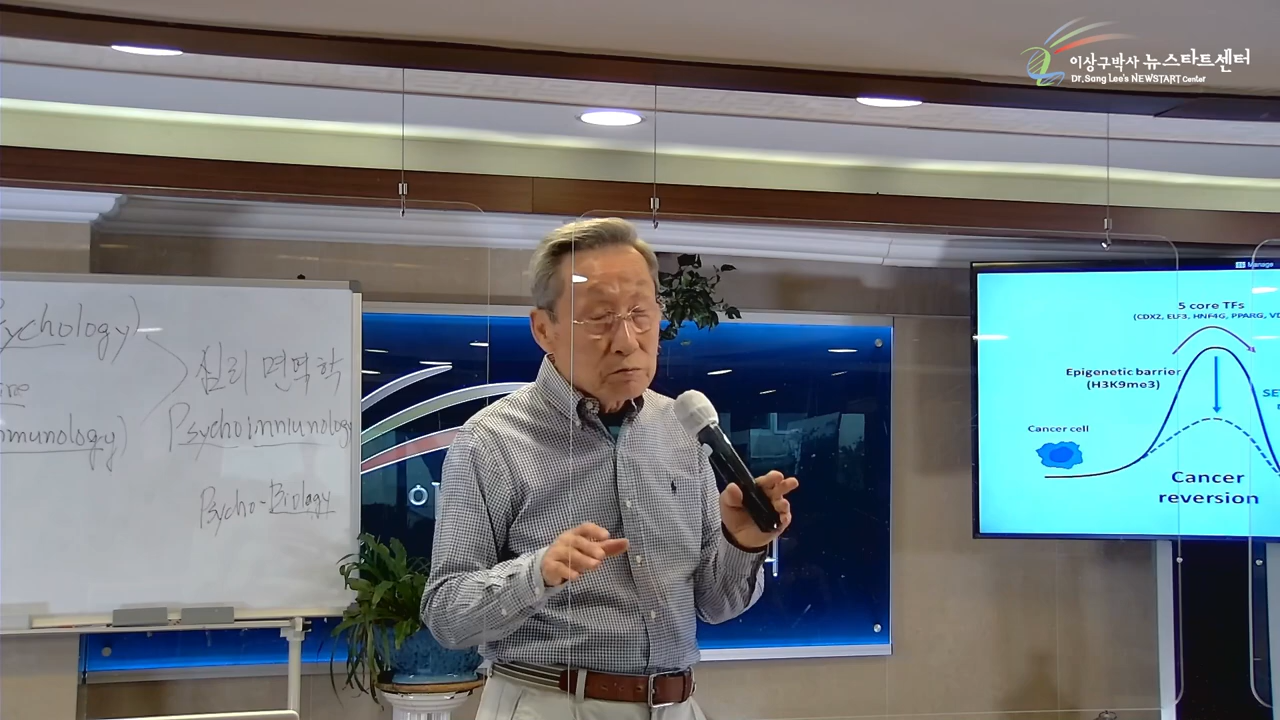 이상구박사 뉴스타트센터
Dr. Sang Lee's NEWSTART Center
ychology)
심리 면역학
munology)
Psychoimmunology
Psycho-Biology
Manage
5 core TFs
(CDX2, ELF3, HNF4G, PPARG, VD
Epigenetic barrier
(H3K9me3)
SE
Cancer cell
Cancer
reversion